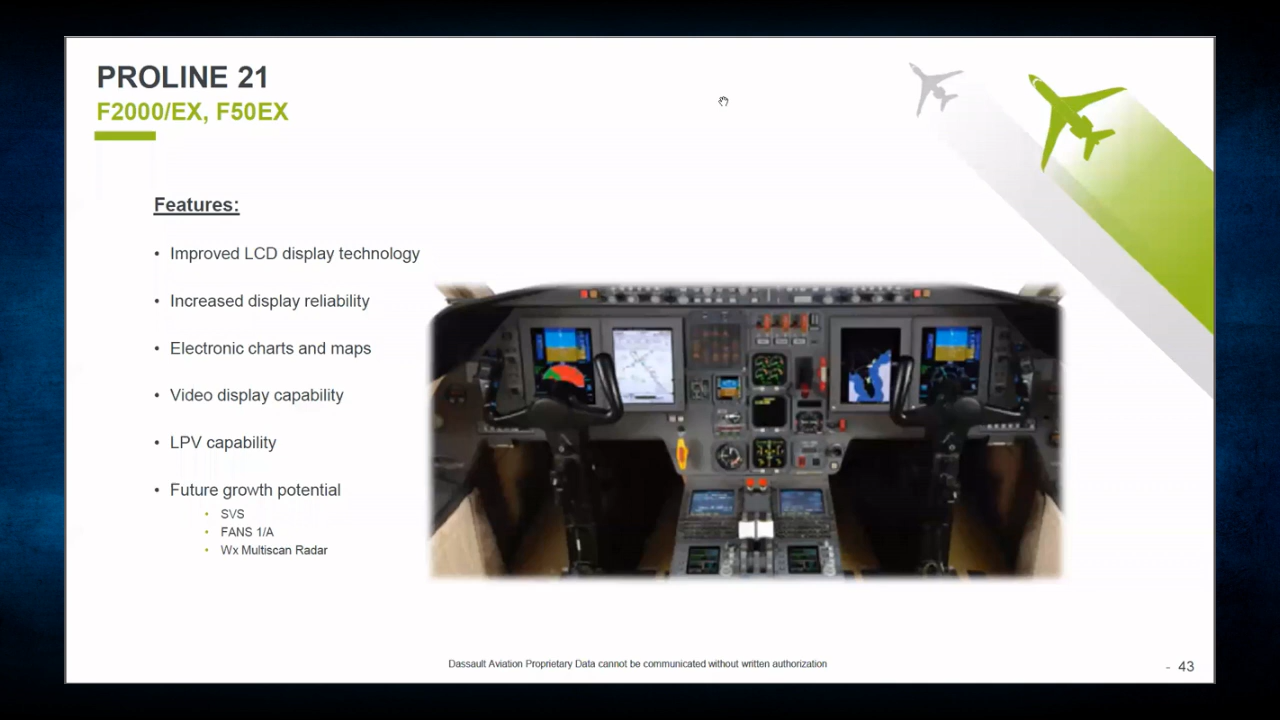 PROLINE 21
F2000/EX, F50EX
Features:
• Improved LCD display technology
• Increased display reliability
• Electronic charts and maps
• Video display capability
• LPV capability
• Future growth potential
• SVS
• FANS 1/A
• Wx Multiscan Radar
Dassault Aviation Proprietary Data cannot be communicated without written authorization
- 43